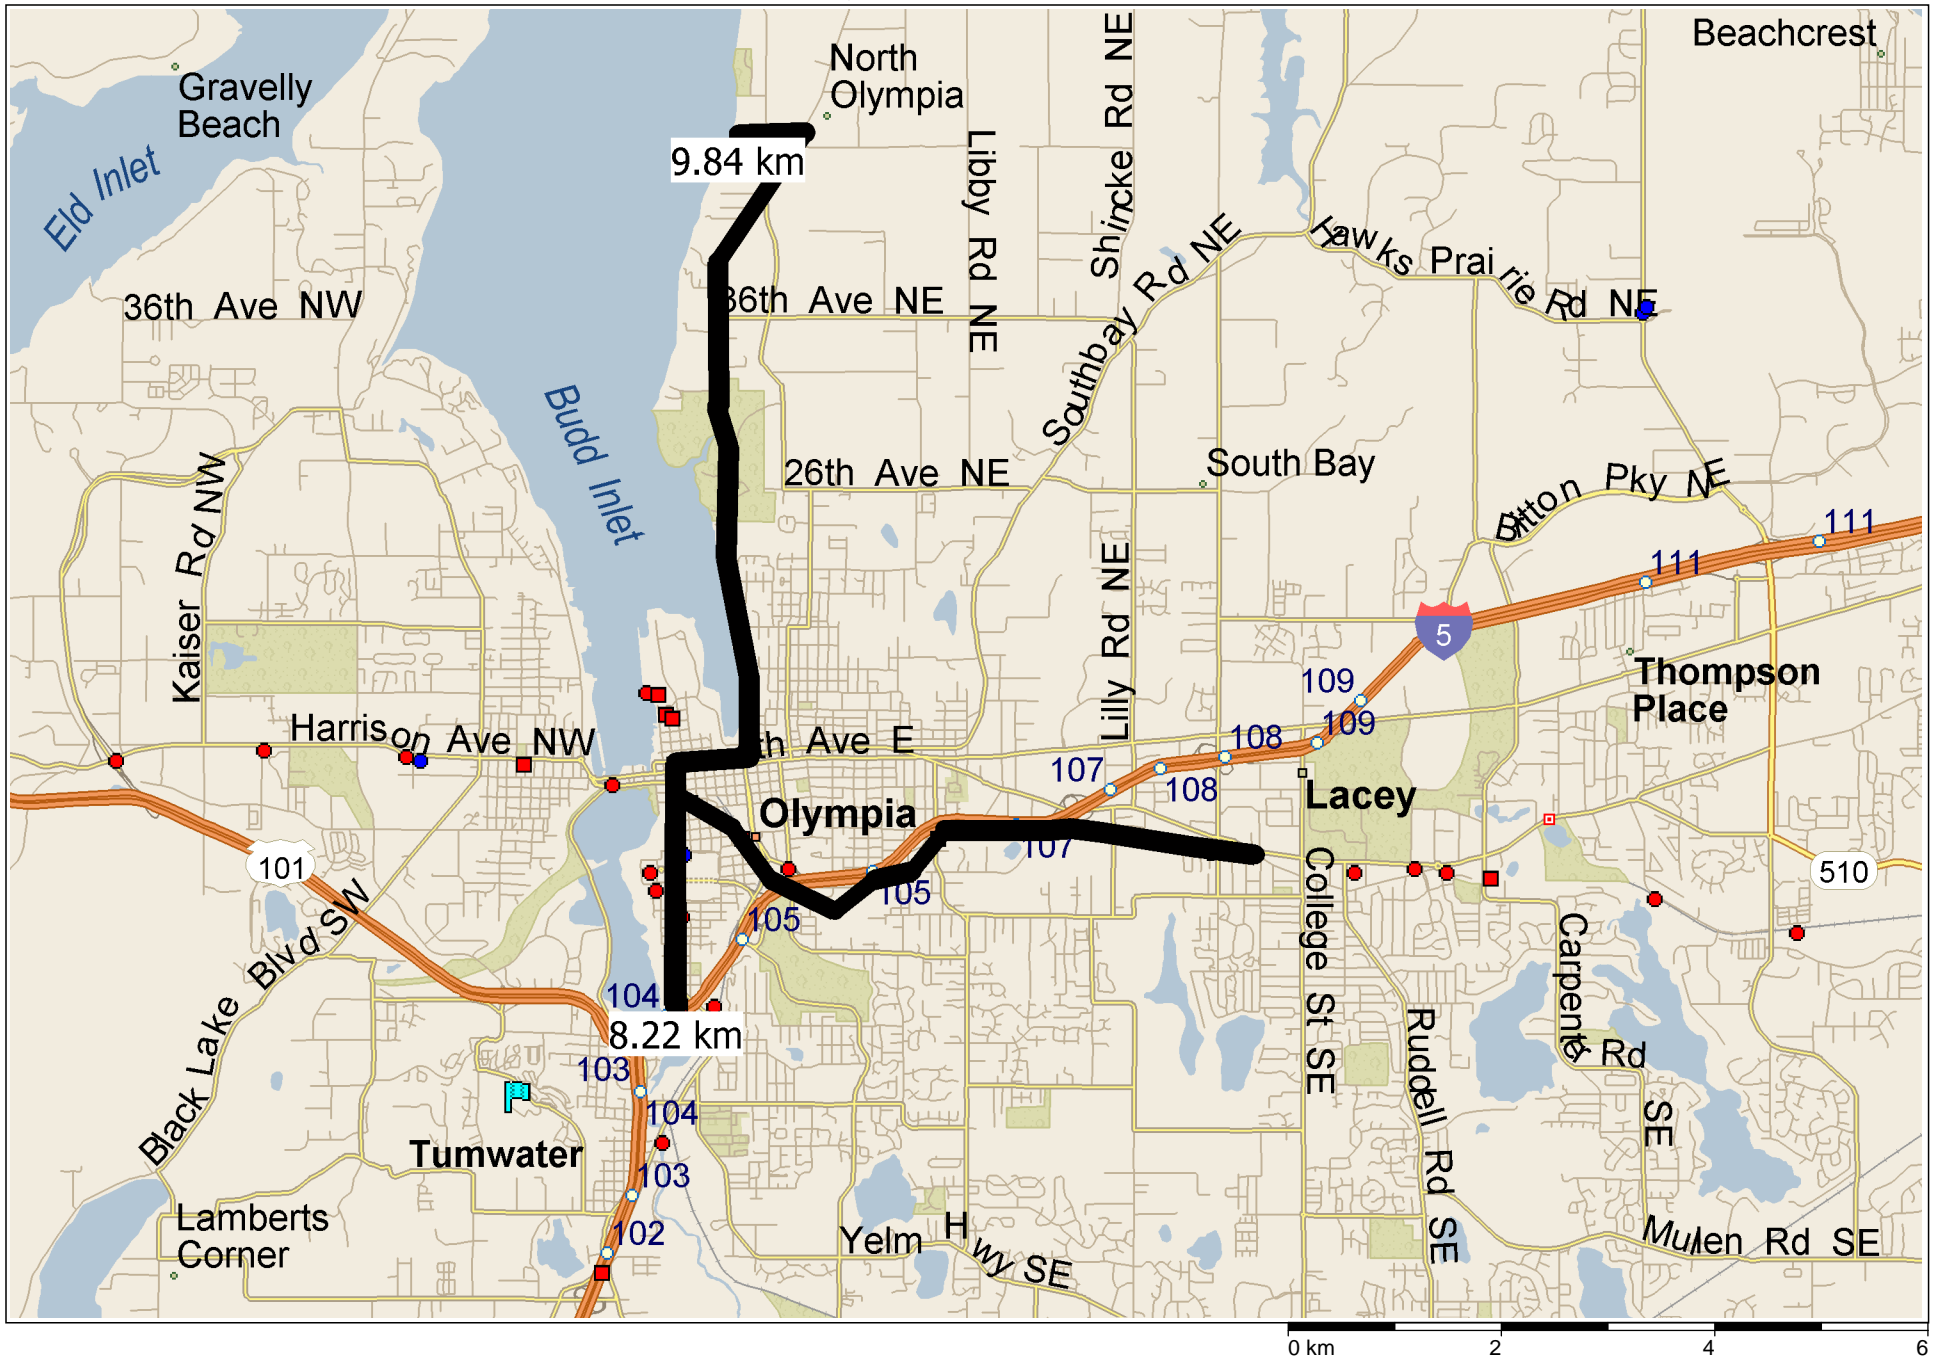 Beachcrest
North
Olympia
Gravelly
Beach
Shincke Rd NE
Libby Rd NE
9.84 km
Eld Inlet
Southbay Rd NE
Hawks Prairie Rd NE
36th Ave NW
36th Ave NE
Budd Inlet
South Bay
26th Ave NE
Britton Pky NE
Kaiser Rd NW
111
111
Lilly Rd NE
5
Thompson
Place
109
109
Harrison Ave NW
th Ave E
108
108
107
107
Lacey
Olympia
101
510
105
105
Black Lake Blvd SW
College St SE
Carpenter Rd SE
104
8.22 km
Ruddell Rd SE
103
104
Tumwater
103
Lamberts
Corner
102
Yelm Hwy SE
Mullen Rd SE
0 km 2 4 6